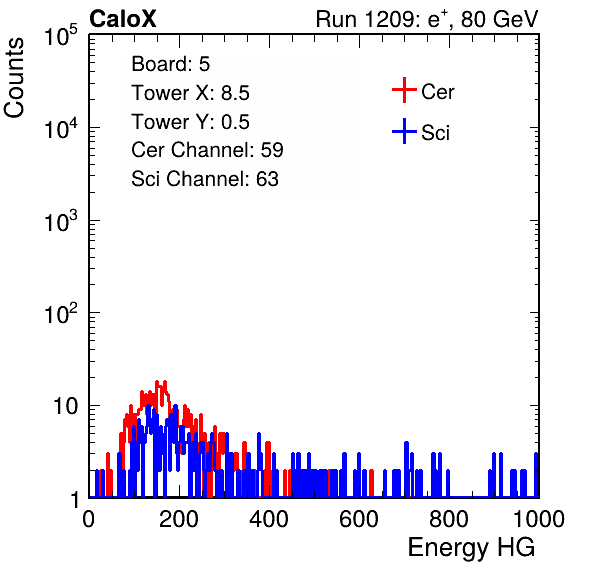 CaloX Run 1209: e⁺, 80 GeV
Counts
10⁵
10⁴
10³
10²
10
1
Board: 5
Tower X: 8.5
Tower Y: 0.5
Cer Channel: 59
Sci Channel: 63
Cer
Sci
0 200 400 600 800 1000
Energy HG